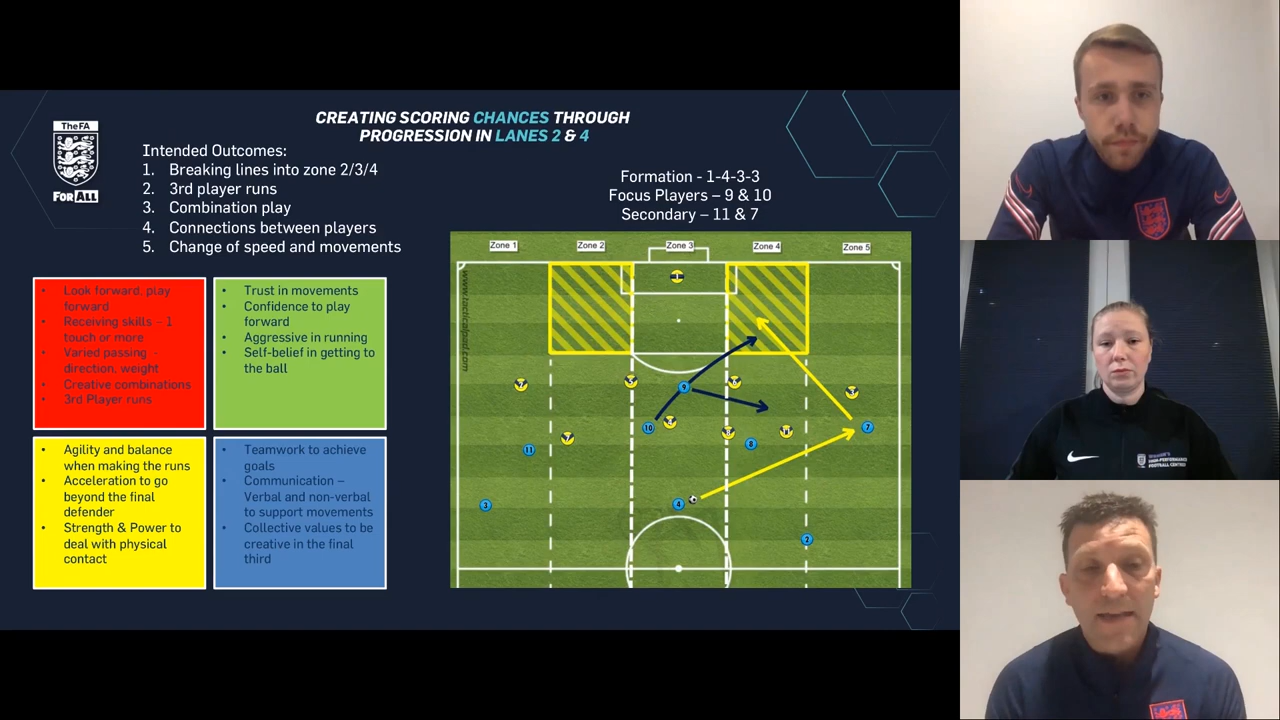 The FA
FOR ALL
CREATING SCORING CHANCES THROUGH
PROGRESSION IN LANES 2 & 4
Intended Outcomes:
1. Breaking lines into zone 2/3/4
2. 3rd player runs
3. Combination play
4. Connections between players
5. Change of speed and movements
Formation - 1-4-3-3
Focus Players – 9 & 10
Secondary – 11 & 7
• Look forward, play
forward
• Receiving skills – 1
touch or more
• Varied passing -
direction, weight
• Creative combinations
• 3rd Player runs
• Trust in movements
• Confidence to play
forward
• Aggressive in running
• Self-belief in getting to
the ball
• Agility and balance
when making the runs
• Acceleration to go
beyond the final
defender
• Strength & Power to
deal with physical
contact
• Teamwork to achieve
goals
• Communication –
Verbal and non-verbal
to support movements
• Collective values to be
creative in the final
third
Zone 1
Zone 2
Zone 3
Zone 4
Zone 5
www.tacticalpad.com
9
10
7
11
8
3
4
2